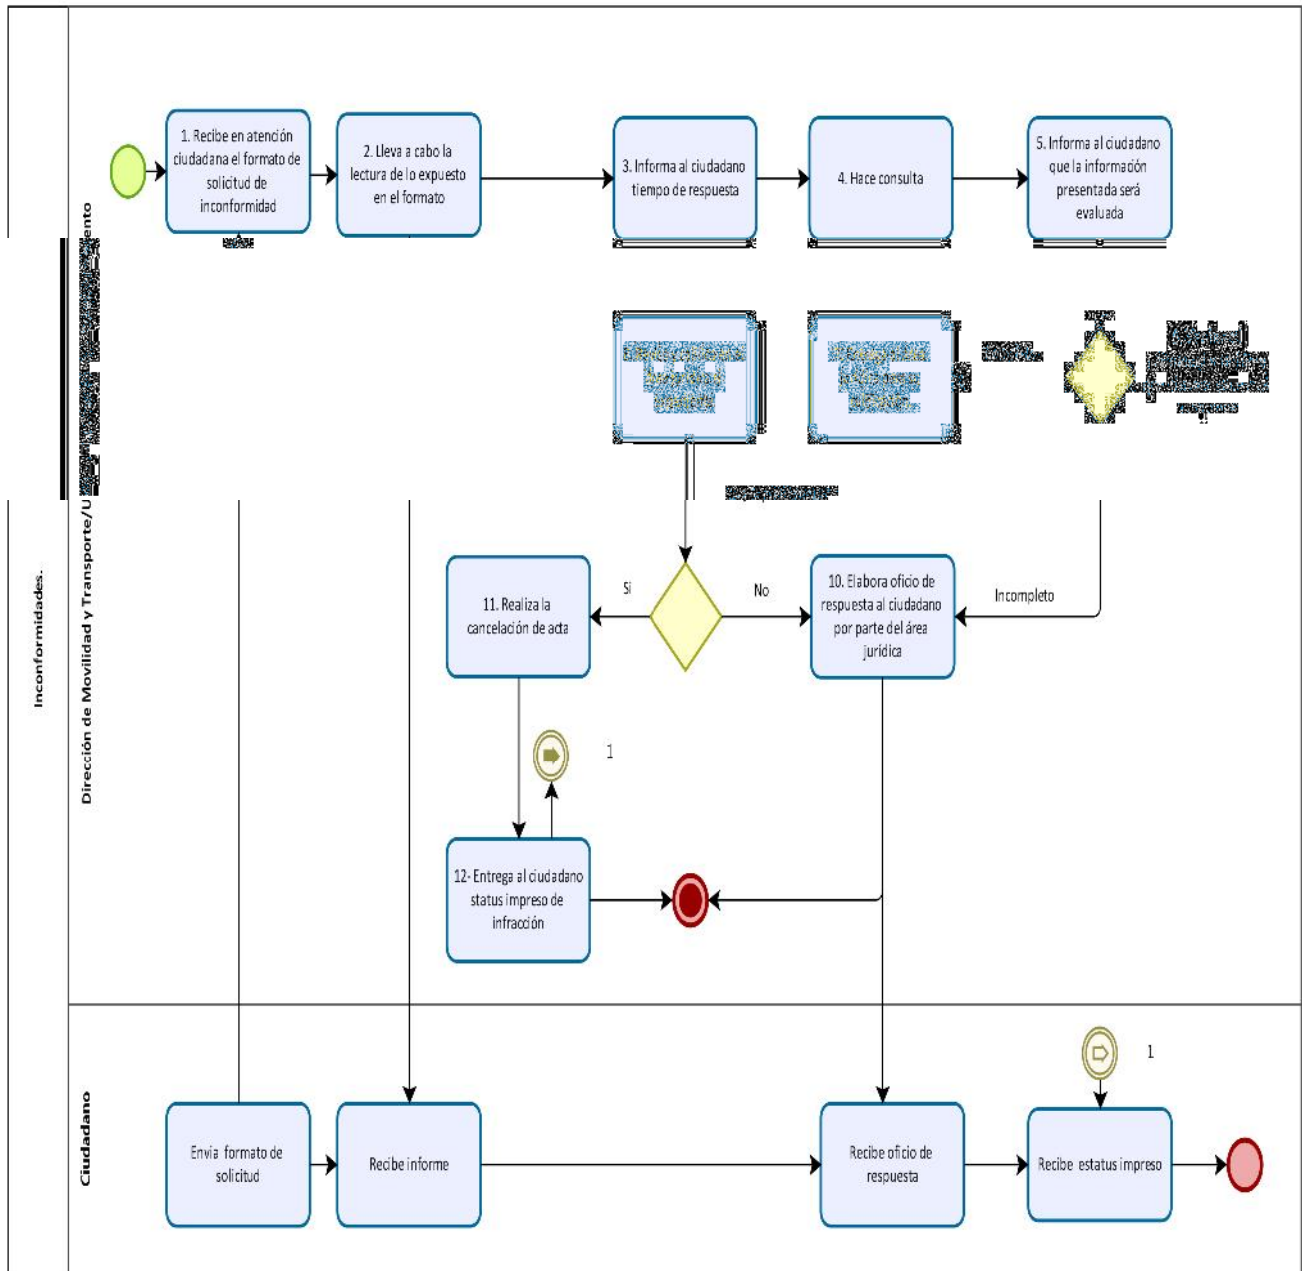 1. Recibe en atención
ciudadana el formato de
solicitud de
inconformidad
2. Lleva a cabo la
lectura de lo expuesto
en el formato
3. Informa al ciudadano
tiempo de respuesta
4. Hace consulta
5. Informa al ciudadano
que la información
presentada será
evaluada
Inconformidades.
Dirección de Movilidad y Transporte/U
ento
11. Realiza la
cancelación de acta
Si
No
10. Elabora oficio de
respuesta al ciudadano
por parte del área
jurídica
Incompleto
1
12- Entrega al ciudadano
status impreso de
infracción
Ciudadano
1
Envia formato de
solicitud
Recibe informe
Recibe oficio de
respuesta
Recibe estatus impreso